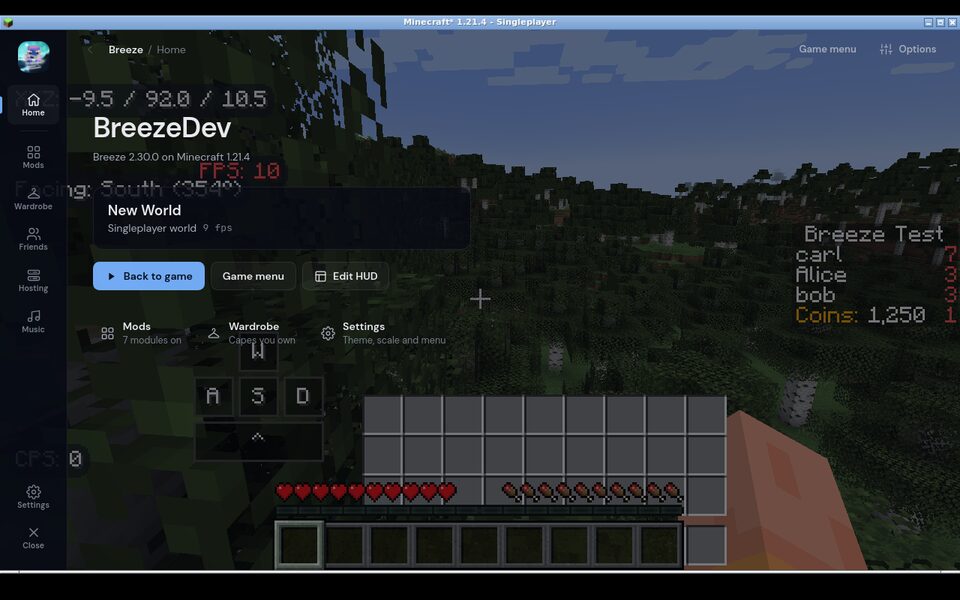 Minecraft* 1.21.4 - Singleplayer
Breeze / Home
Game menu
Options
Home
-9.5 / 92.0 / 10.5
BreezeDev
Breeze 2.30.0 on Minecraft 1.21.4
FPS: 10
Mods
Facing: South (354°)
Wardrobe
New World
Singleplayer world 9 fps
Friends
Breeze Test
carl 7
Alice 3
bob 3
Coins: 1,250 1
Back to game
Game menu
Edit HUD
Hosting
Music
Mods
7 modules on
Wardrobe
Capes you own
Settings
Theme, scale and menu
W
A S D
^
CPS: 0
Settings
Close